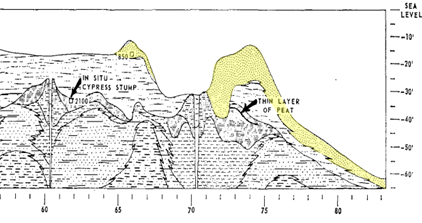 SEA
LEVEL
-10'
-20'
-30'
-40'
-50'
-60'
850
IN SITU
CYPRESS STUMP
2100
THIN LAYER
OF PEAT
60
65
70
75
80